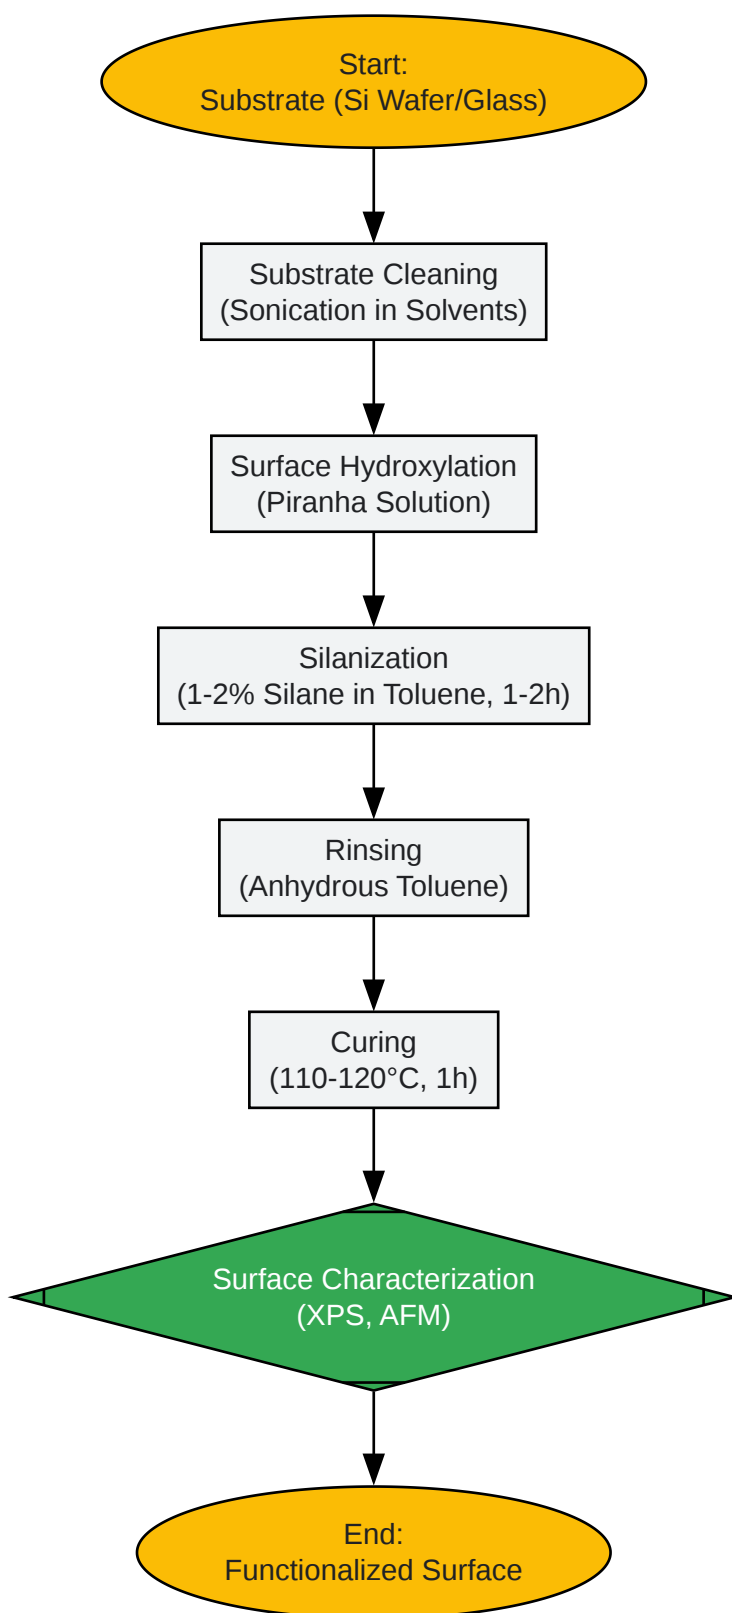 Start:
Substrate (Si Wafer/Glass)
Substrate Cleaning
(Sonication in Solvents)
Surface Hydroxylation
(Piranha Solution)
Silanization
(1-2% Silane in Toluene, 1-2h)
Rinsing
(Anhydrous Toluene)
Curing
(110-120°C, 1h)
Surface Characterization
(XPS, AFM)
End:
Functionalized Surface